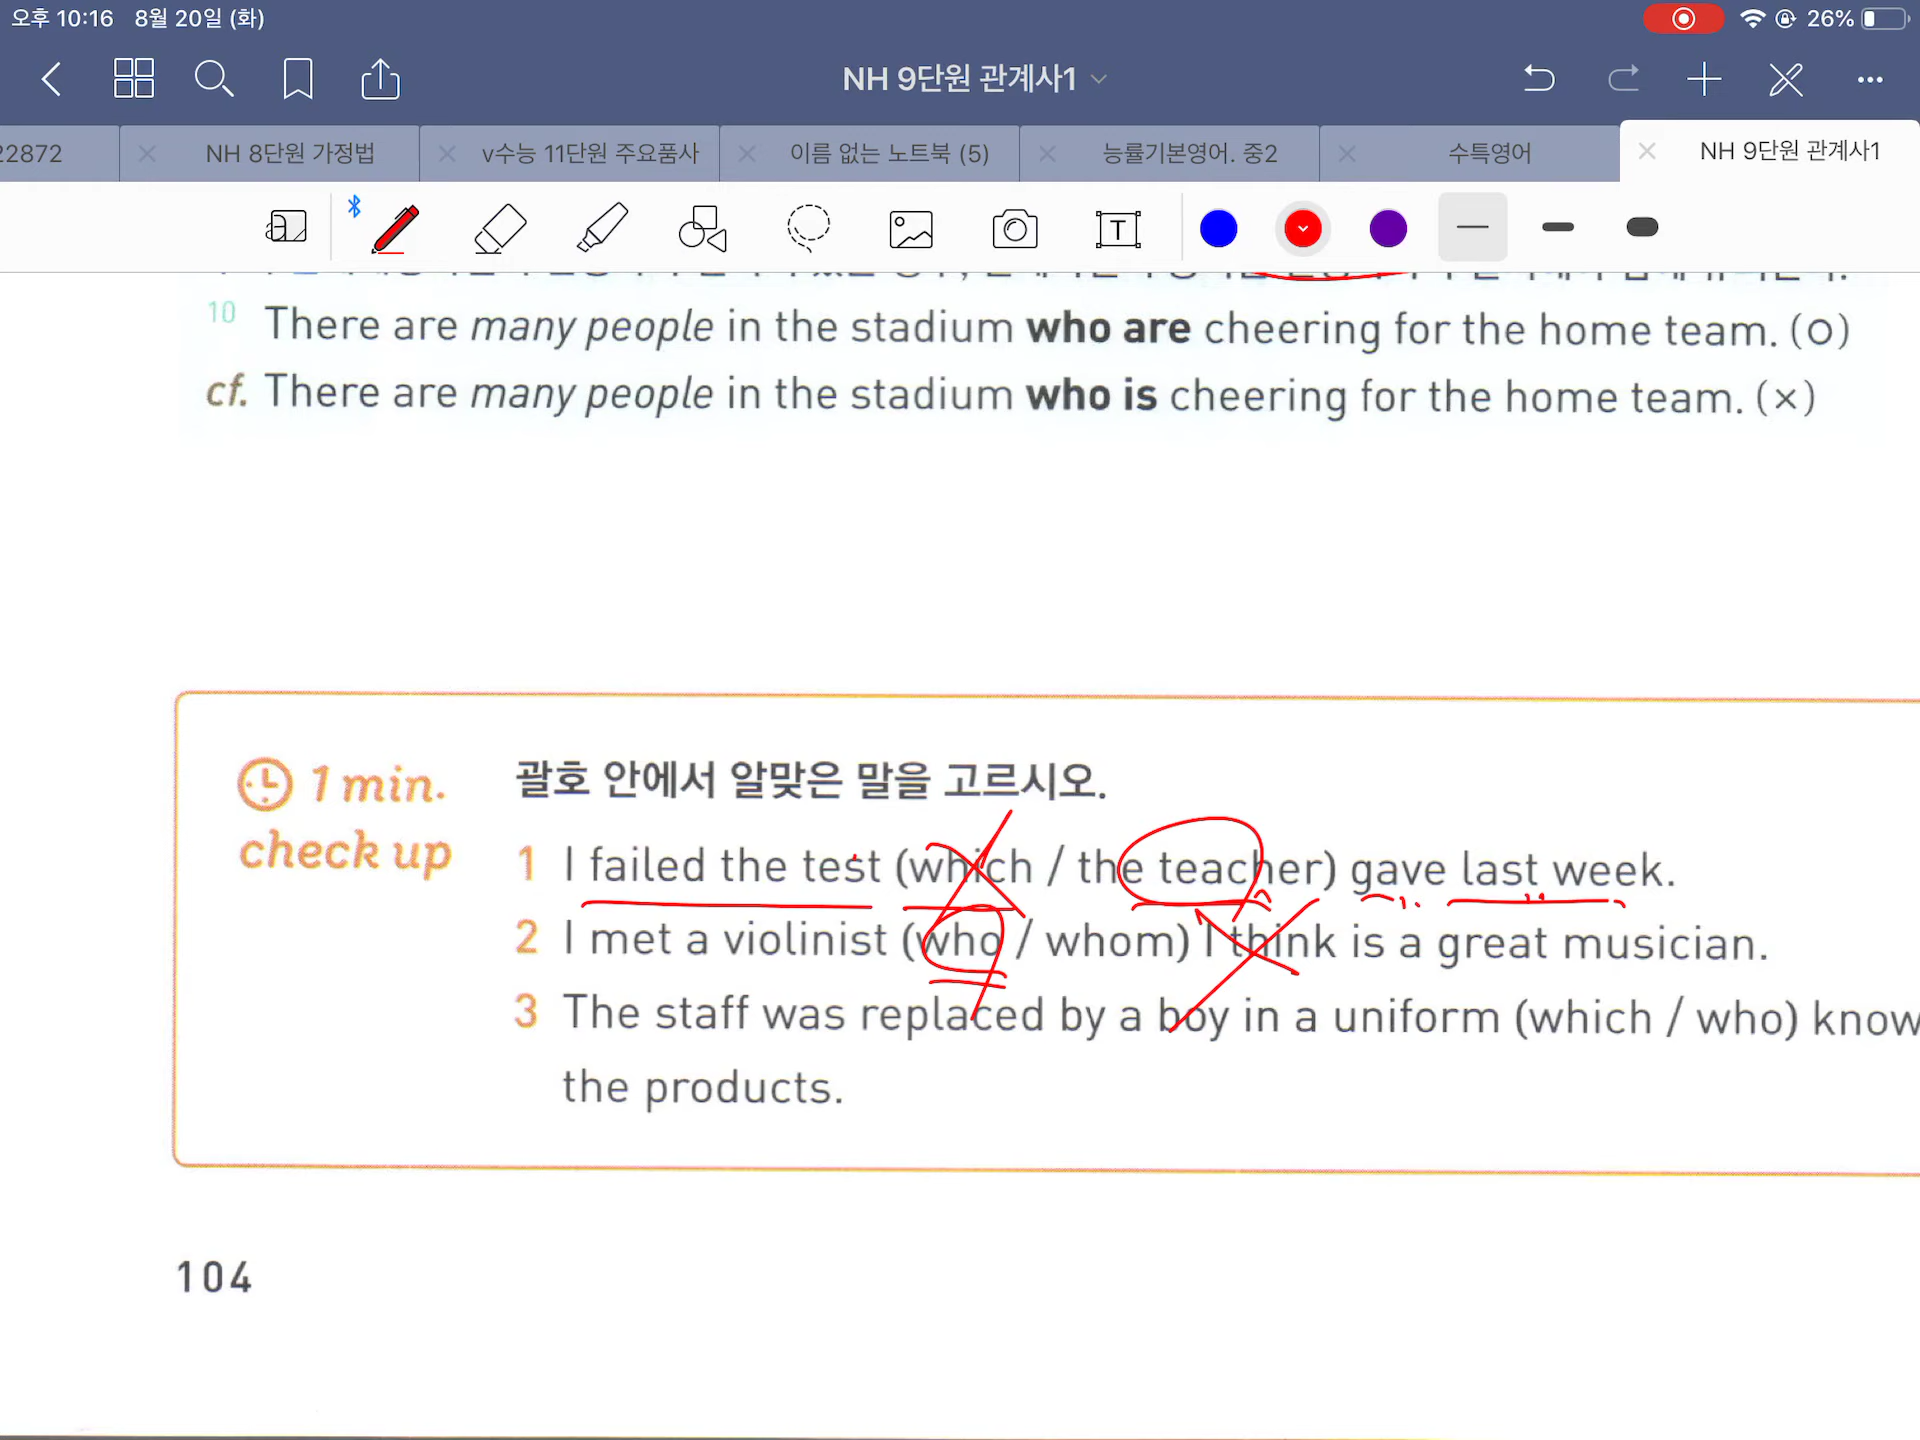 오후 10:16 8월 20일 (화) 26%
NH 9단원 관계사1
22872 NH 8단원 가정법 v수능 11단원 주요품사 이름 없는 노트북 (5) 능률기본영어. 중2 수특영어 NH 9단원 관계사1
10 There are many people in the stadium who are cheering for the home team. (O)
cf. There are many people in the stadium who is cheering for the home team. (×)
1 min. check up
괄호 안에서 알맞은 말을 고르시오.
1 I failed the test (which / the teacher) gave last week.
2 I met a violinist (who / whom) I think is a great musician.
3 The staff was replaced by a boy in a uniform (which / who) know
the products.
104